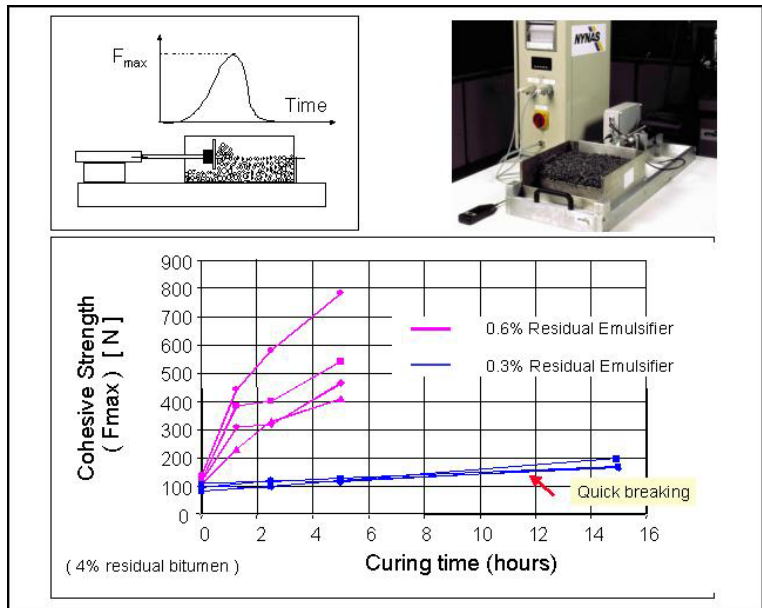 Fmax
Time
NYNAS
Cohesive Strength
( Fmax ) [ N ]
900
800
700
600
500
400
300
200
100
0
0.6% Residual Emulsifier
0.3% Residual Emulsifier
Quick breaking
0 2 4 6 8 10 12 14 16
( 4% residual bitumen )
Curing time (hours)